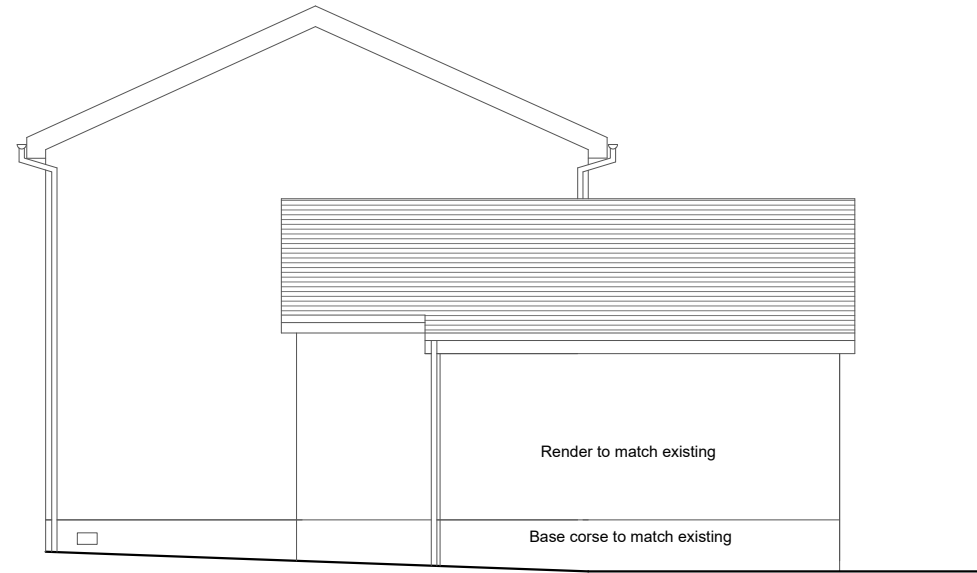 Render to match existing
Base corse to match existing